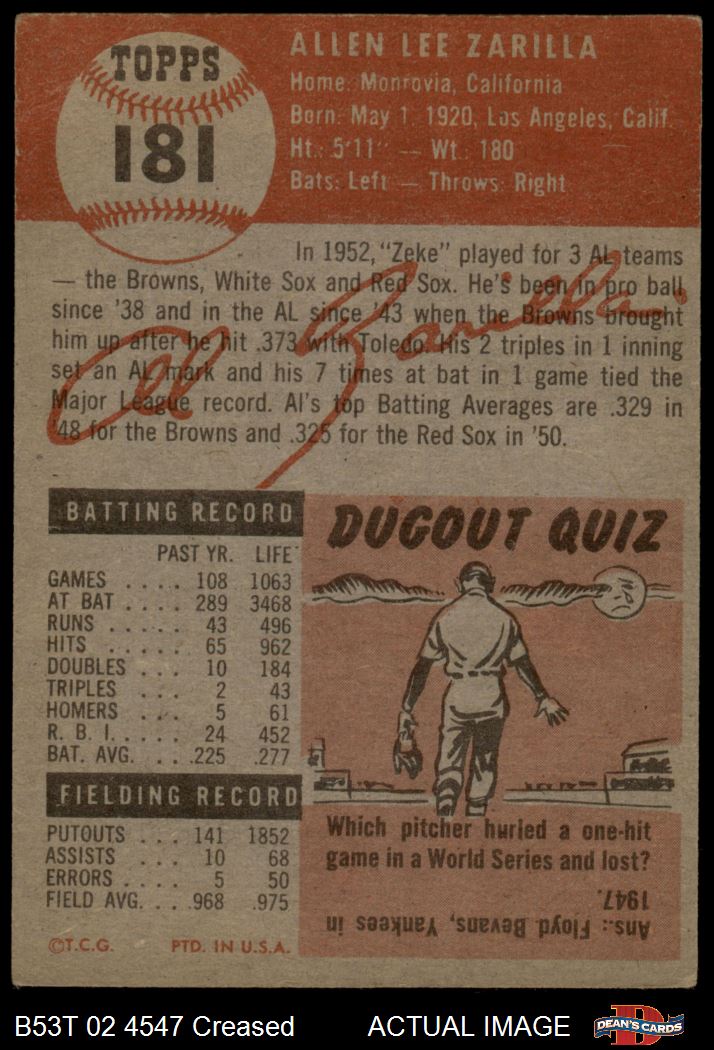 TOPPS
181
ALLEN LEE ZARILLA
Home: Monrovia, California
Born: May 1, 1920, Los Angeles, Calif.
Ht.: 5'11" — Wt.: 180
Bats: Left — Throws: Right
In 1952, "Zeke" played for 3 AL teams
— the Browns, White Sox and Red Sox. He's been in pro ball
since '38 and in the AL since '43 when the Browns brought
him up after he hit .373 with Toledo. His 2 triples in 1 inning
set an AL mark and his 7 times at bat in 1 game tied the
Major League record. Al's top Batting Averages are .329 in
'48 for the Browns and .325 for the Red Sox in '50.
Al Zarilla
BATTING RECORD
PAST YR. LIFE
GAMES .... 108 1063
AT BAT .... 289 3468
RUNS ..... 43 496
HITS ..... 65 962
DOUBLES ... 10 184
TRIPLES ... 2 43
HOMERS ... 5 61
R. B. I. .... 24 452
BAT. AVG. ... .225 .277
FIELDING RECORD
PUTOUTS ... 141 1852
ASSISTS ... 10 68
ERRORS .... 5 50
FIELD AVG. ... .968 .975
©T.C.G. PTD. IN U.S.A.
DUGOUT QUIZ
Which pitcher hurled a one-hit
game in a World Series and lost?
Ans.: Floyd Bevans, Yankees in
1947.
B53T 02 4547 Creased ACTUAL IMAGE
DEAN'S CARDS